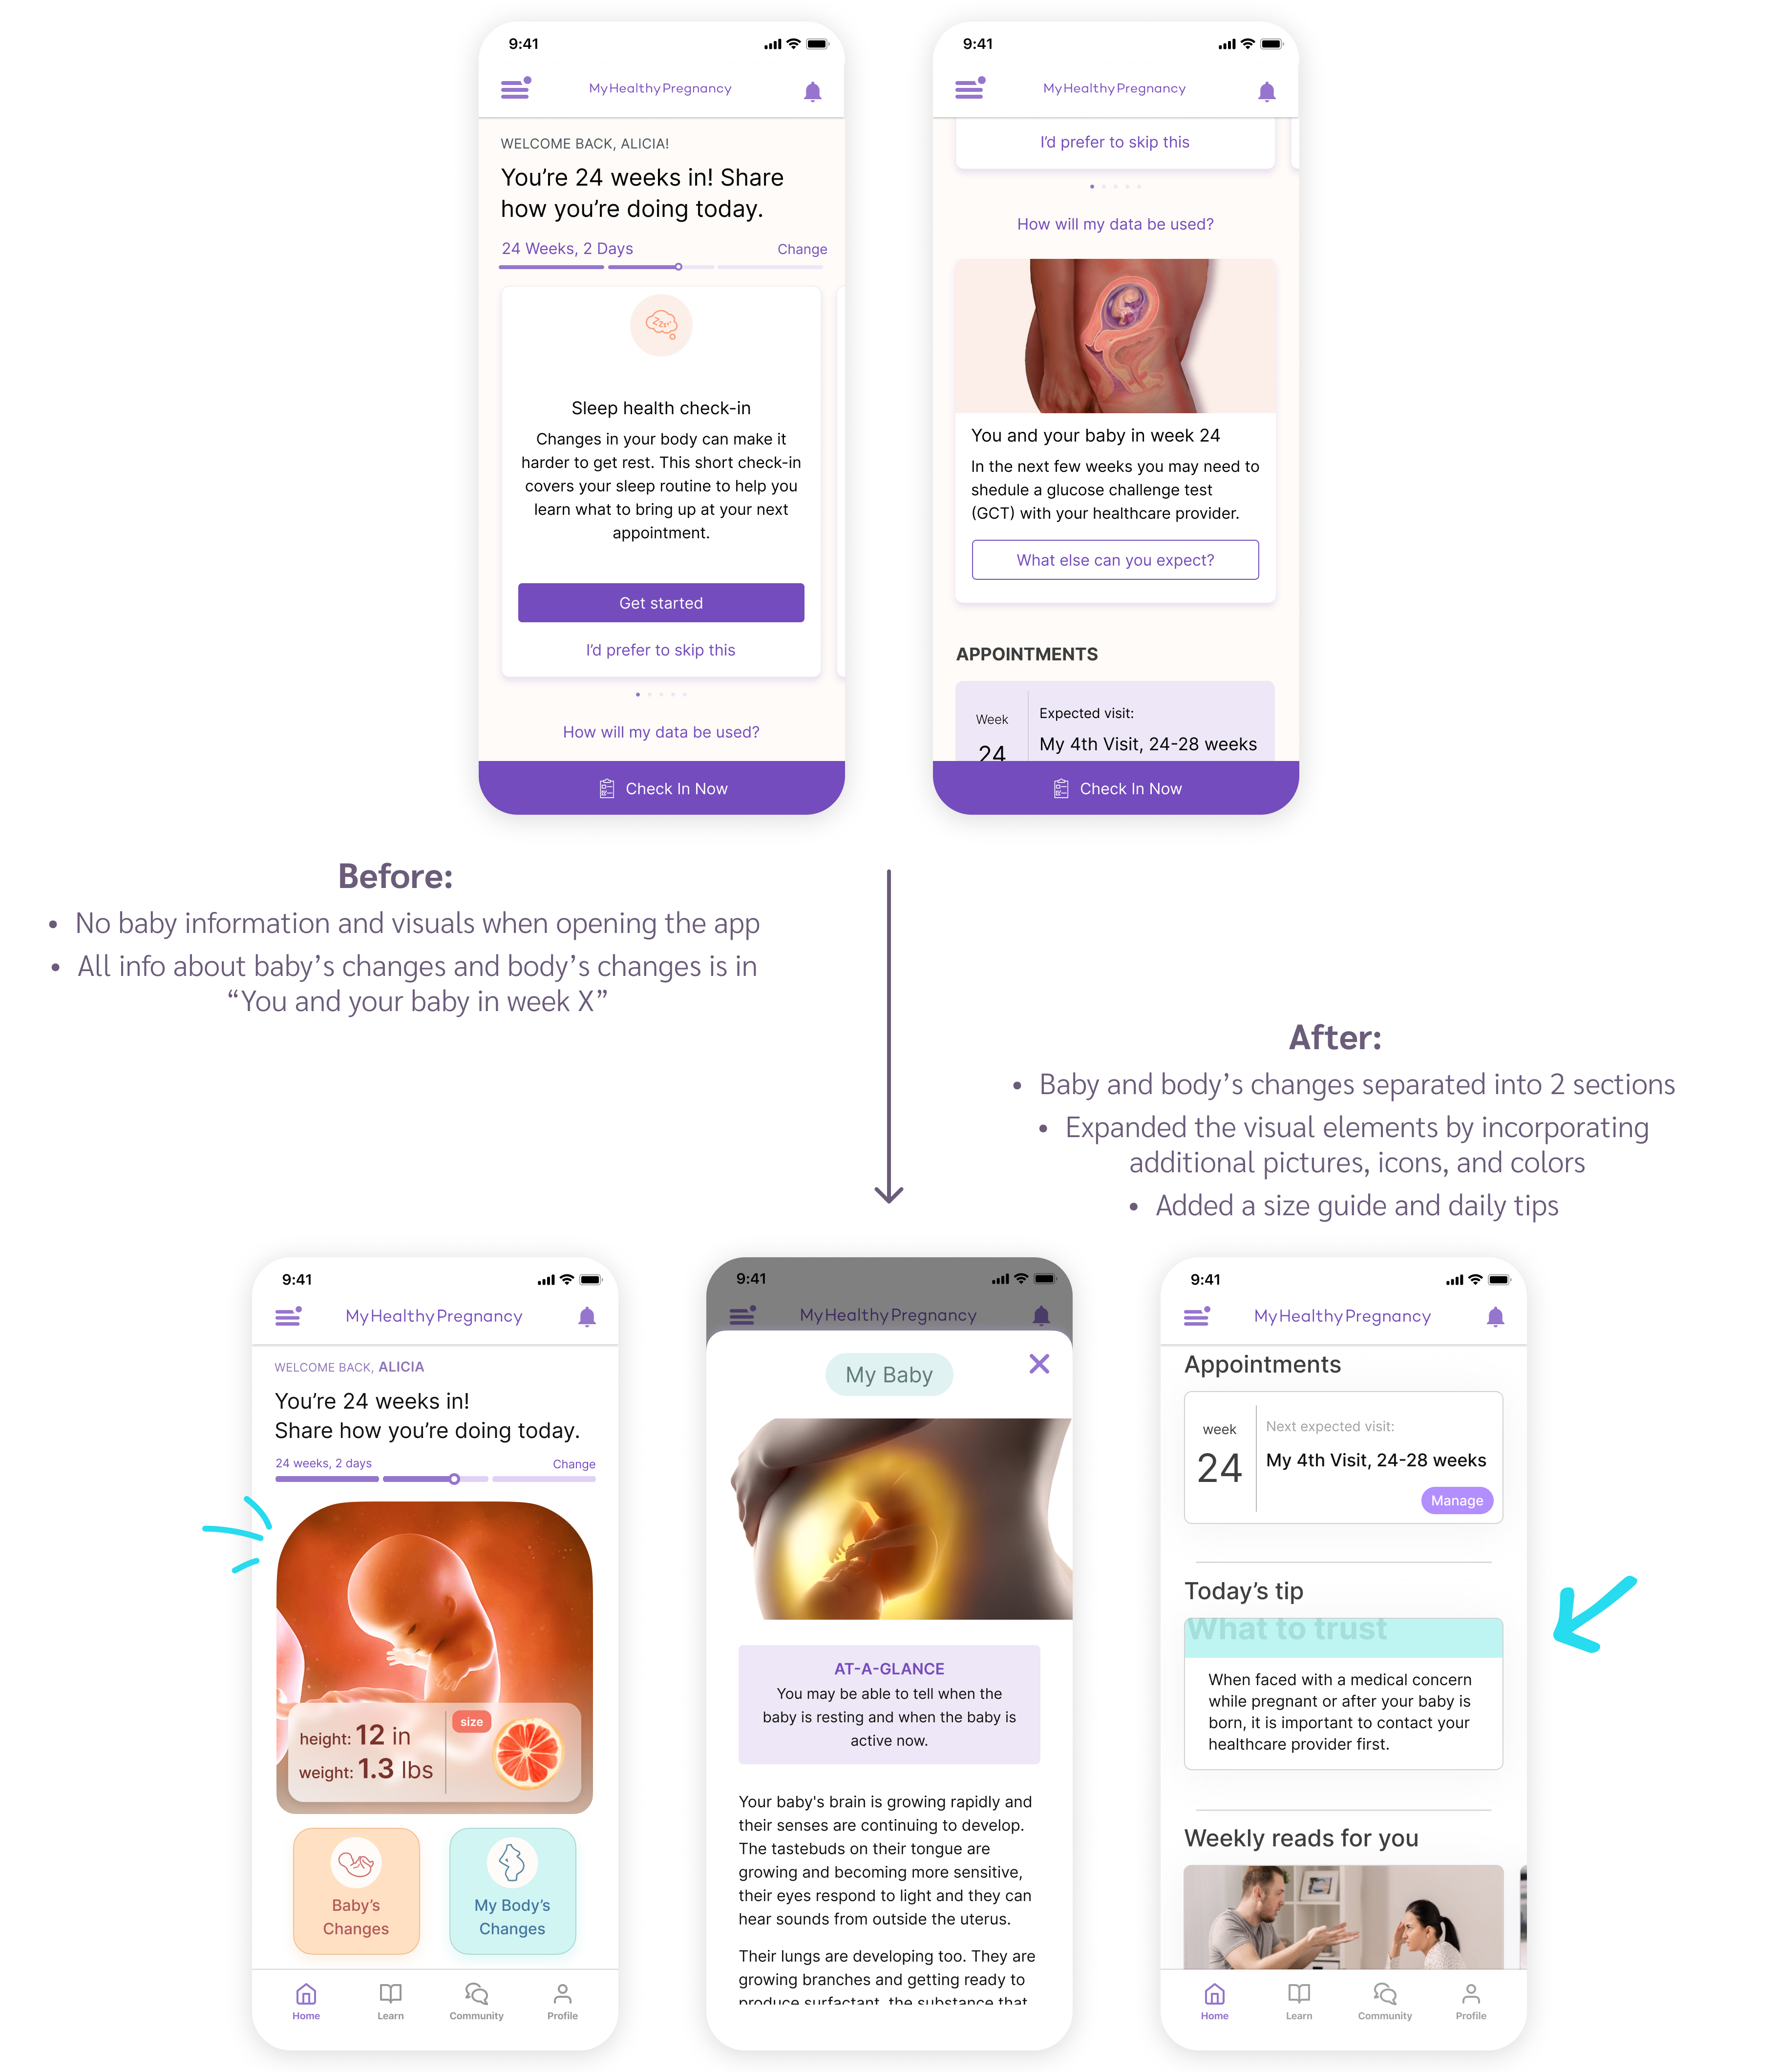 9:41
MyHealthyPregnancy
WELCOME BACK, ALICIA!
You're 24 weeks in! Share
how you're doing today.
24 Weeks, 2 Days
Change
Zzzz
Sleep health check-in
Changes in your body can make it
harder to get rest. This short check-in
covers your sleep routine to help you
learn what to bring up at your next
appointment.
Get started
I'd prefer to skip this
How will my data be used?
Check In Now
9:41
MyHealthyPregnancy
I'd prefer to skip this
How will my data be used?
You and your baby in week 24
In the next few weeks you may need to
shedule a glucose challenge test
(GCT) with your healthcare provider.
What else can you expect?
APPOINTMENTS
Week
24
Expected visit:
My 4th Visit, 24-28 weeks
Check In Now
Before:
• No baby information and visuals when opening the app
• All info about baby's changes and body's changes is in
“You and your baby in week X”
After:
• Baby and body's changes separated into 2 sections
• Expanded the visual elements by incorporating
additional pictures, icons, and colors
• Added a size guide and daily tips
9:41
MyHealthyPregnancy
WELCOME BACK, ALICIA
You're 24 weeks in!
Share how you're doing today.
24 weeks, 2 days
Change
height: 12 in
weight: 1.3 lbs
size
Baby's
Changes
My Body's
Changes
Home
Learn
Community
Profile
9:41
MyHealthyPregnancy
My Baby
AT-A-GLANCE
You may be able to tell when the
baby is resting and when the baby is
active now.
Your baby's brain is growing rapidly and
their senses are continuing to develop.
The tastebuds on their tongue are
growing and becoming more sensitive,
their eyes respond to light and they can
hear sounds from outside the uterus.
Their lungs are developing too. They are
growing branches and getting ready to
produce surfactant, the substance that
9:41
MyHealthyPregnancy
Appointments
week
24
Next expected visit:
My 4th Visit, 24-28 weeks
Manage
Today's tip
What to trust
When faced with a medical concern
while pregnant or after your baby is
born, it is important to contact your
healthcare provider first.
Weekly reads for you
Home
Learn
Community
Profile